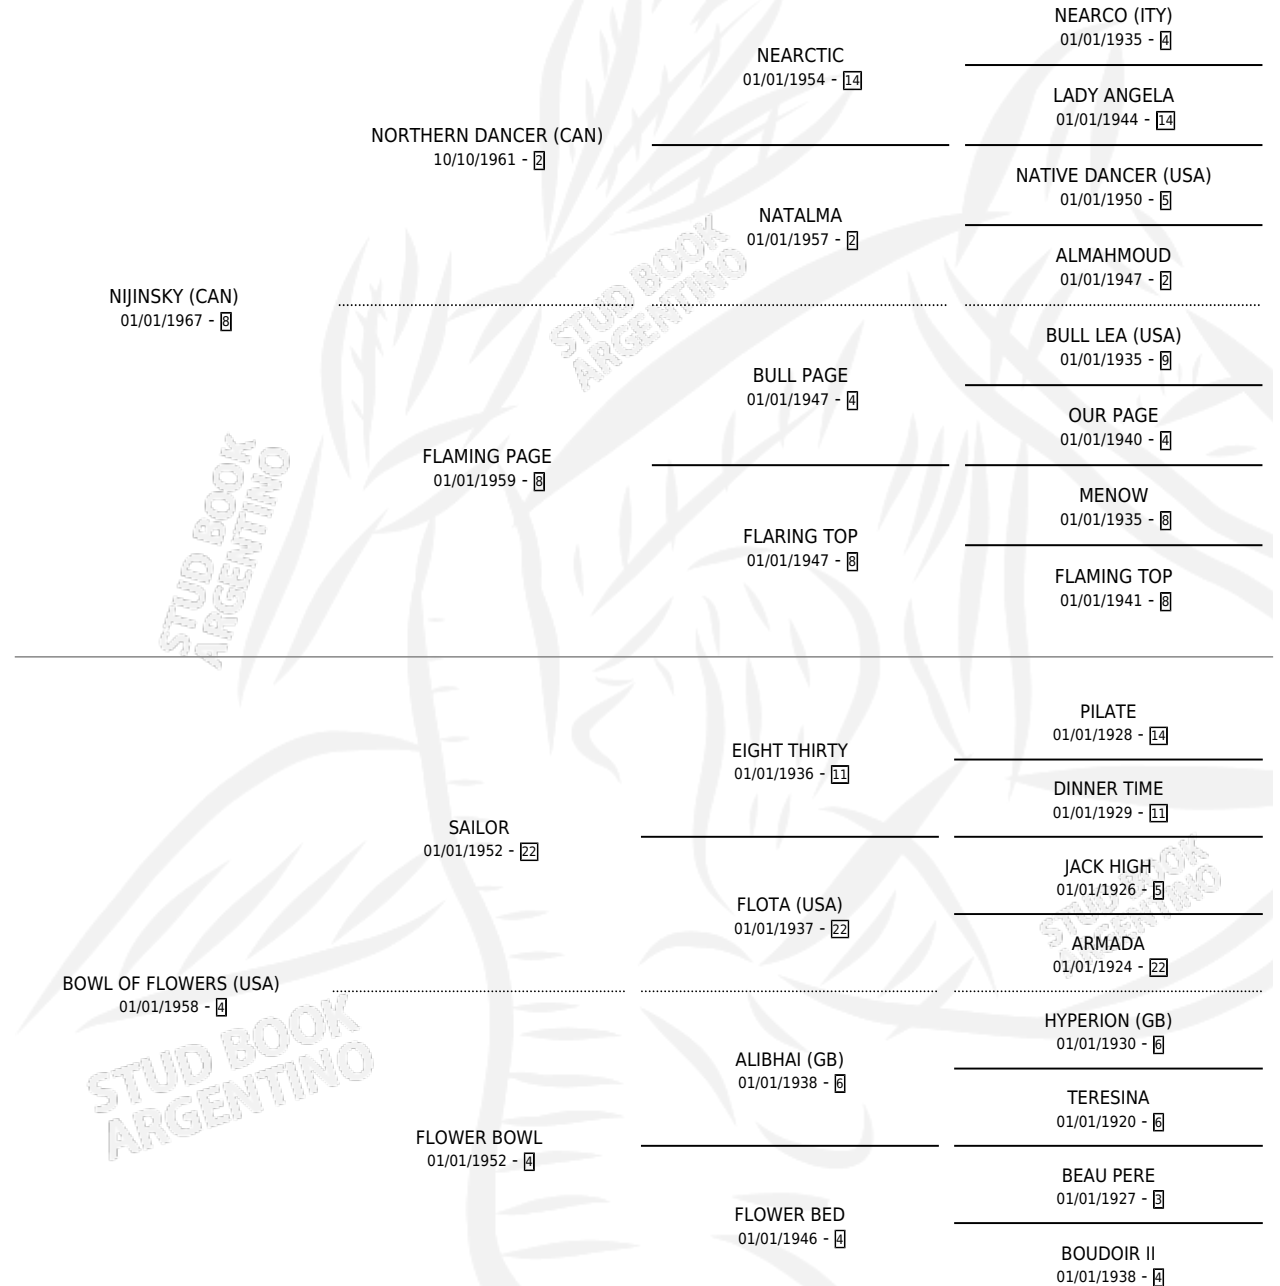 NEARCO (ITY)
01/01/1935 - 4
NEARCTIC
01/01/1954 - 14
LADY ANGELA
01/01/1944 - 14
NORTHERN DANCER (CAN)
10/10/1961 - 2
NATIVE DANCER (USA)
01/01/1950 - 5
NATALMA
01/01/1957 - 2
ALMAHMOUD
01/01/1947 - 2
NIJINSKY (CAN)
01/01/1967 - 8
BULL LEA (USA)
01/01/1935 - 9
BULL PAGE
01/01/1947 - 4
OUR PAGE
01/01/1940 - 4
FLAMING PAGE
01/01/1959 - 8
MENOW
01/01/1935 - 8
FLARING TOP
01/01/1947 - 8
FLAMING TOP
01/01/1941 - 8
PILATE
01/01/1928 - 14
EIGHT THIRTY
01/01/1936 - 11
DINNER TIME
01/01/1929 - 11
SAILOR
01/01/1952 - 22
JACK HIGH
01/01/1926 - 5
FLOTA (USA)
01/01/1937 - 22
ARMADA
01/01/1924 - 22
BOWL OF FLOWERS (USA)
01/01/1958 - 4
HYPERION (GB)
01/01/1930 - 6
ALIBHAI (GB)
01/01/1938 - 6
TERESINA
01/01/1920 - 6
FLOWER BOWL
01/01/1952 - 4
BEAU PERE
01/01/1927 - 3
FLOWER BED
01/01/1946 - 4
BOUDOIR II
01/01/1938 - 4
STUD BOOK
ARGENTINO
STUD BOOK
ARGENTINO
STUD BOOK
ARGENTINO
STUD BOOK
ARGENTINO